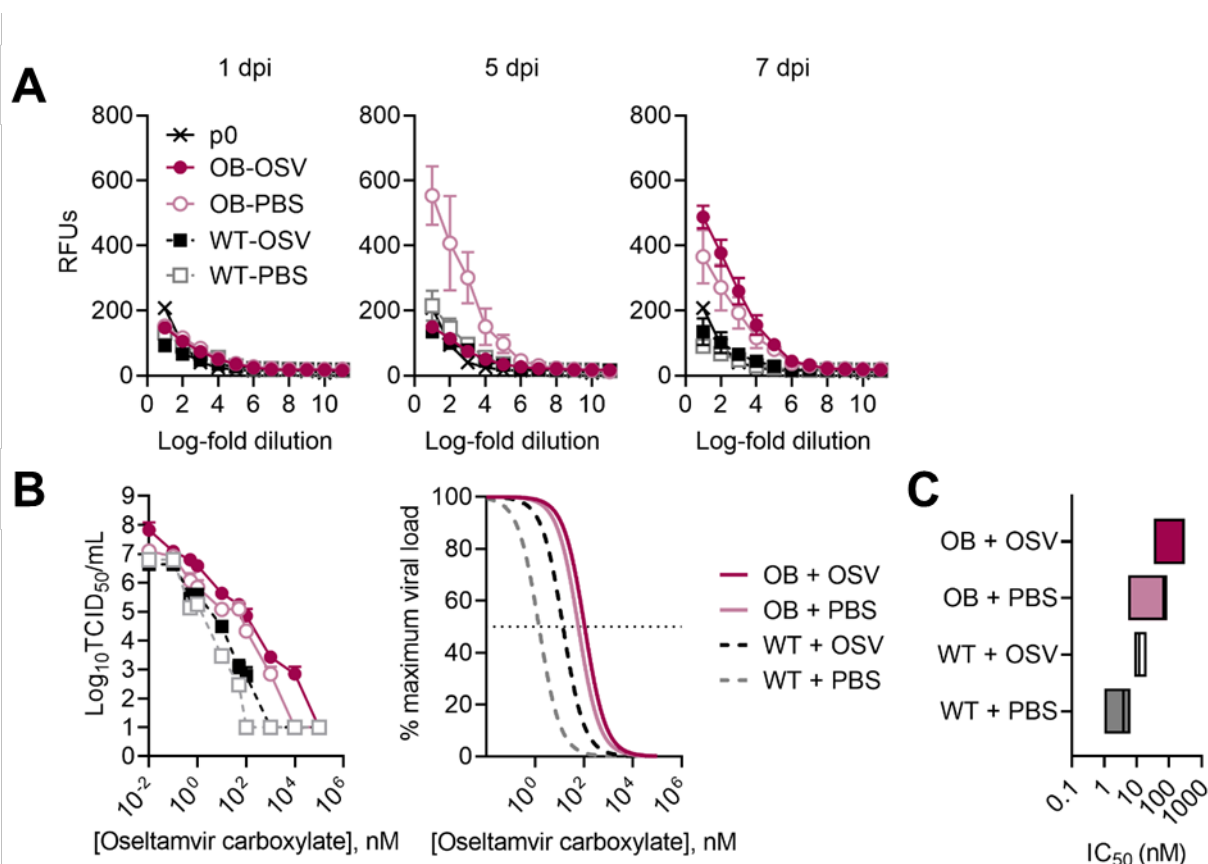 A
1 dpi
5 dpi
7 dpi
RFUs
800
600
400
200
0
p0
OB-OSV
OB-PBS
WT-OSV
WT-PBS
0 2 4 6 8 10
Log-fold dilution
800
600
400
200
0
0 2 4 6 8 10
Log-fold dilution
800
600
400
200
0
0 2 4 6 8 10
Log-fold dilution
B
Log10TCID50/mL
9
8
7
6
5
4
3
2
1
0
10-2 100 102 104 106
[Oseltamvir carboxylate], nM
% maximum viral load
100
80
60
40
20
0
100 102 104 106
[Oseltamvir carboxylate], nM
OB + OSV
OB + PBS
WT + OSV
WT + PBS
C
OB + OSV
OB + PBS
WT + OSV
WT + PBS
0.1 1 10 100 1000
IC50 (nM)